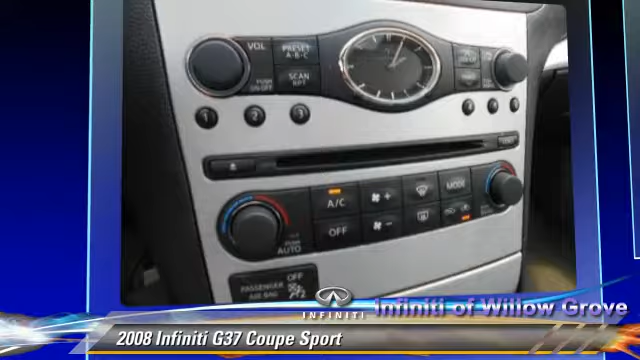 VOL
PRESET
A·B·C
SCAN
RPT
PUSH
ON·OFF
1 2 3
A/C
MODE
OFF
PUSH
AUTO
PASSENGER
AIR BAG
OFF
INFINITI
Infiniti of Willow Grove
2008 Infiniti G37 Coupe Sport